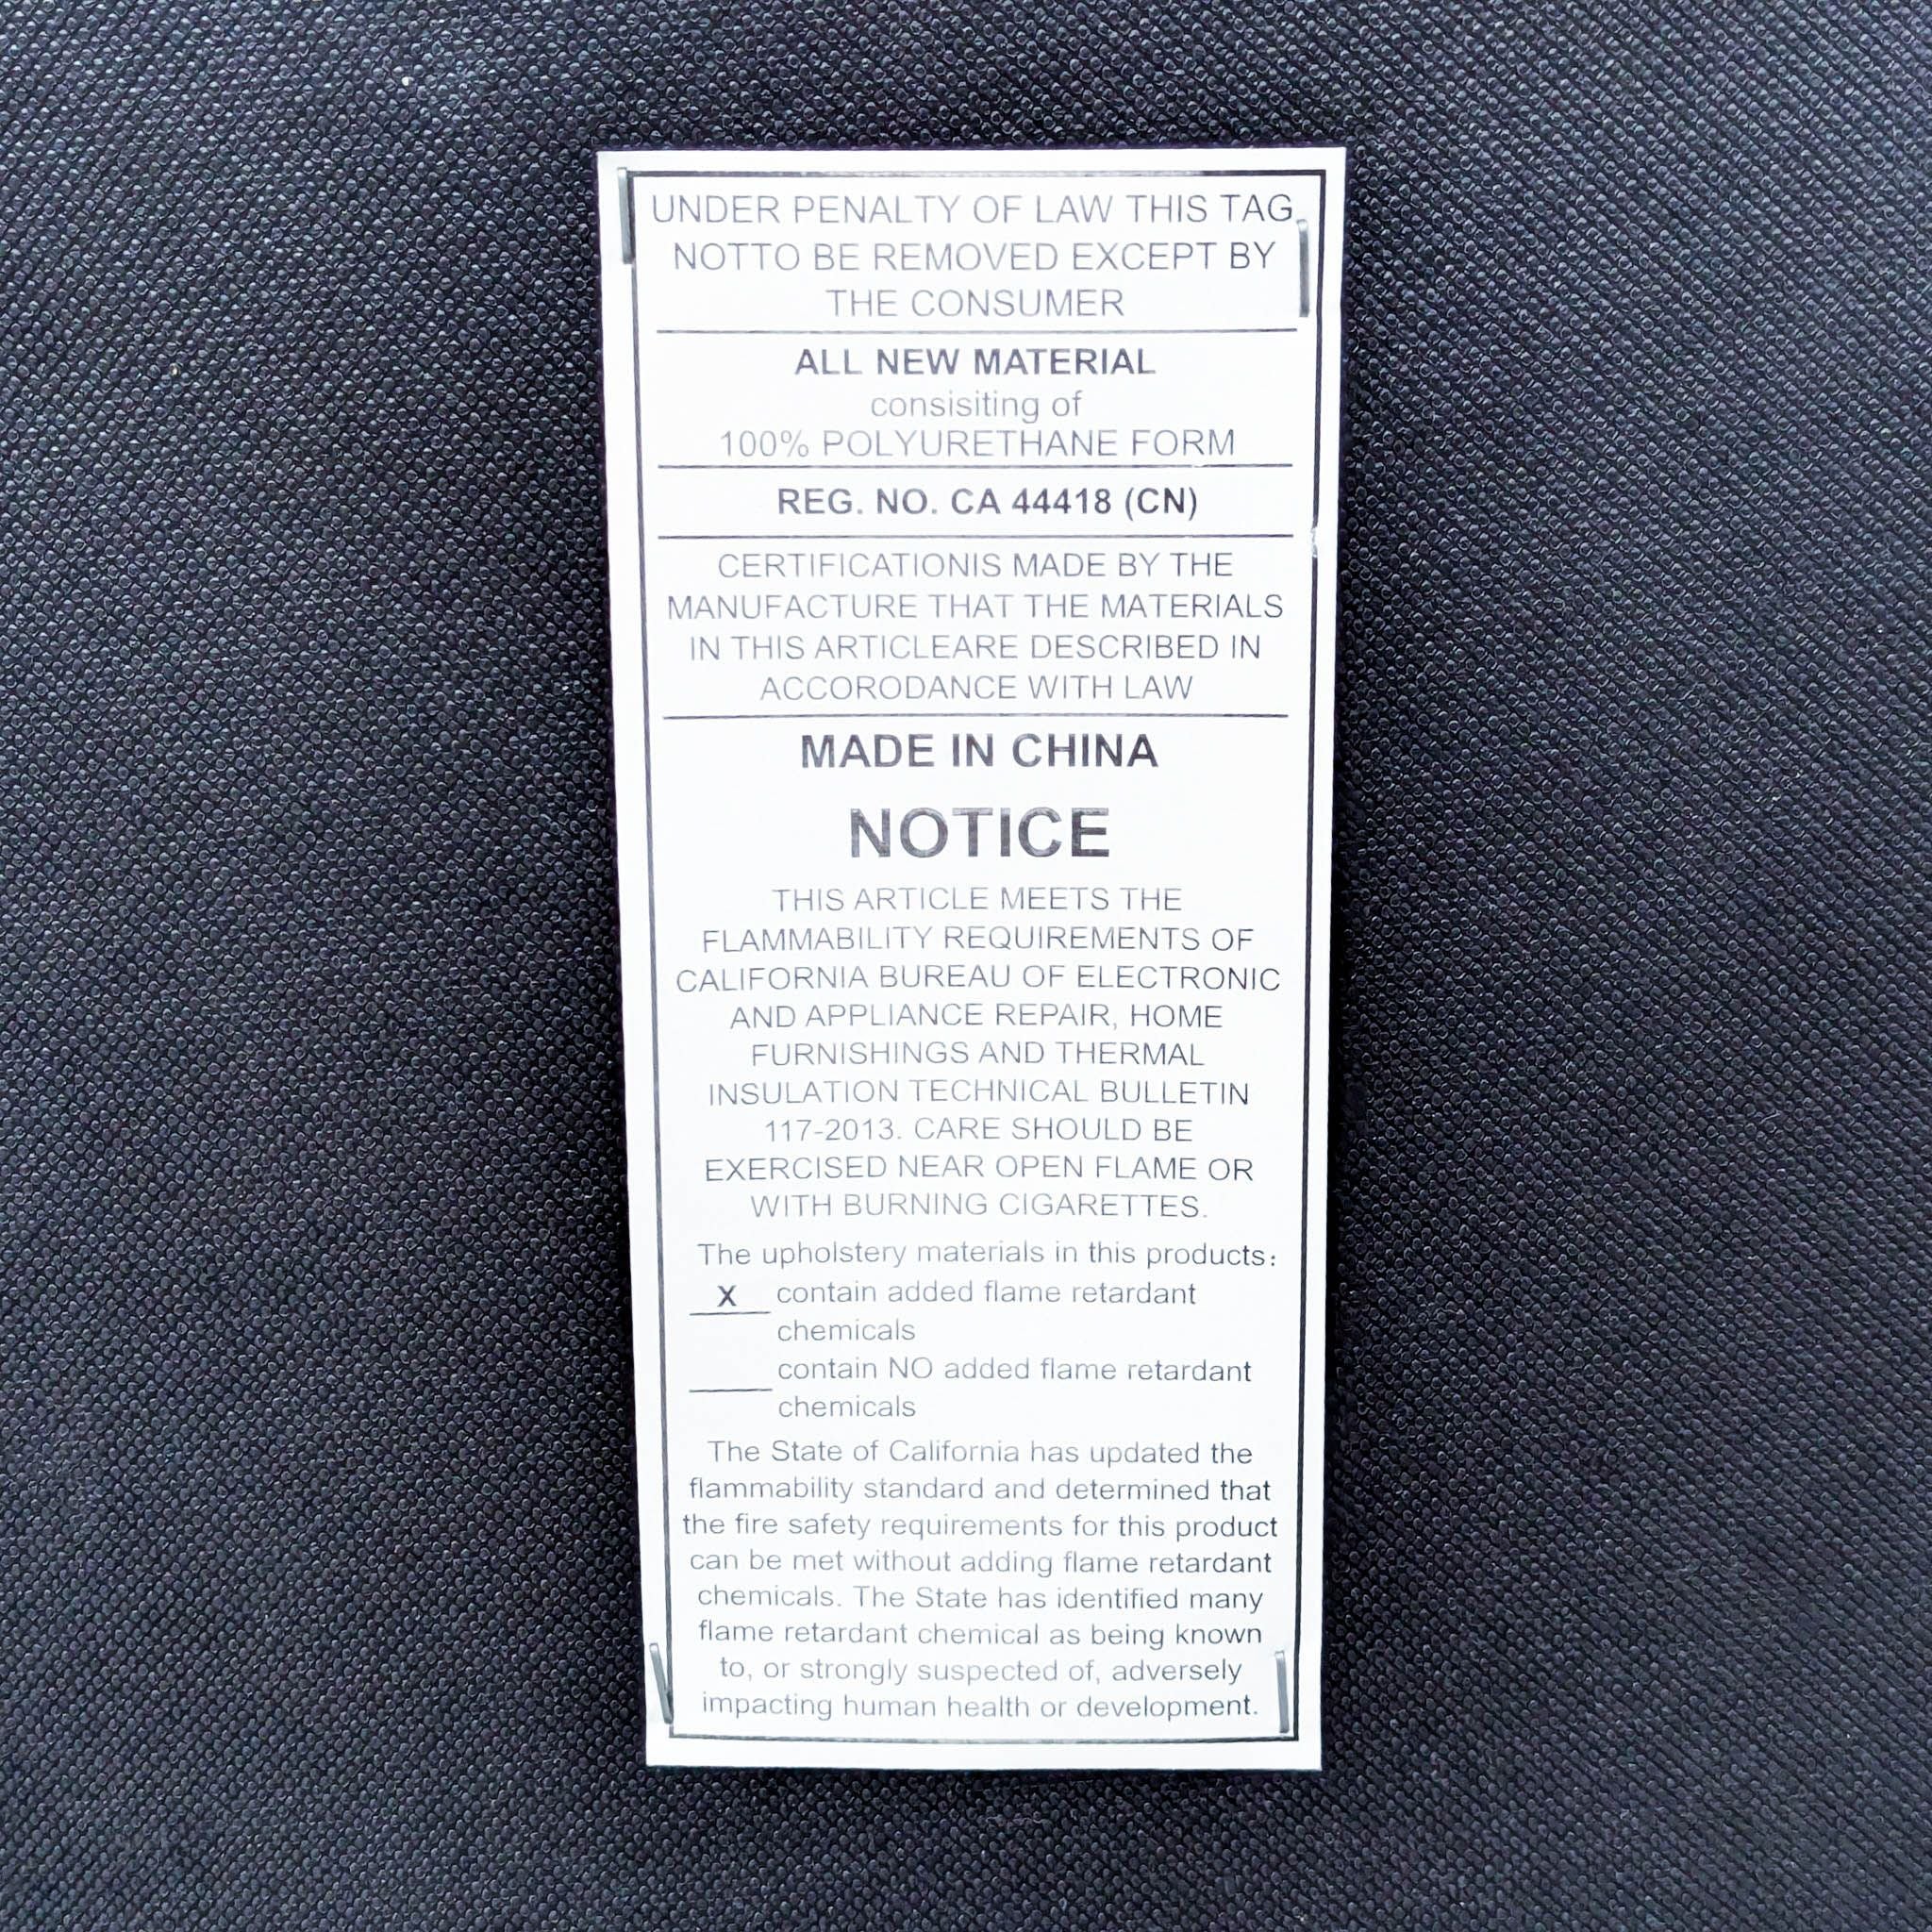 UNDER PENALTY OF LAW THIS TAG
NOTTO BE REMOVED EXCEPT BY
THE CONSUMER
ALL NEW MATERIAL
consisiting of
100% POLYURETHANE FORM
REG. NO. CA 44418 (CN)
CERTIFICATIONIS MADE BY THE
MANUFACTURE THAT THE MATERIALS
IN THIS ARTICLEARE DESCRIBED IN
ACCORODANCE WITH LAW
MADE IN CHINA
NOTICE
THIS ARTICLE MEETS THE
FLAMMABILITY REQUIREMENTS OF
CALIFORNIA BUREAU OF ELECTRONIC
AND APPLIANCE REPAIR, HOME
FURNISHINGS AND THERMAL
INSULATION TECHNICAL BULLETIN
117-2013. CARE SHOULD BE
EXERCISED NEAR OPEN FLAME OR
WITH BURNING CIGARETTES.
The upholstery materials in this products:
X contain added flame retardant
chemicals
contain NO added flame retardant
chemicals
The State of California has updated the
flammability standard and determined that
the fire safety requirements for this product
can be met without adding flame retardant
chemicals. The State has identified many
flame retardant chemical as being known
to, or strongly suspected of, adversely
impacting human health or development.